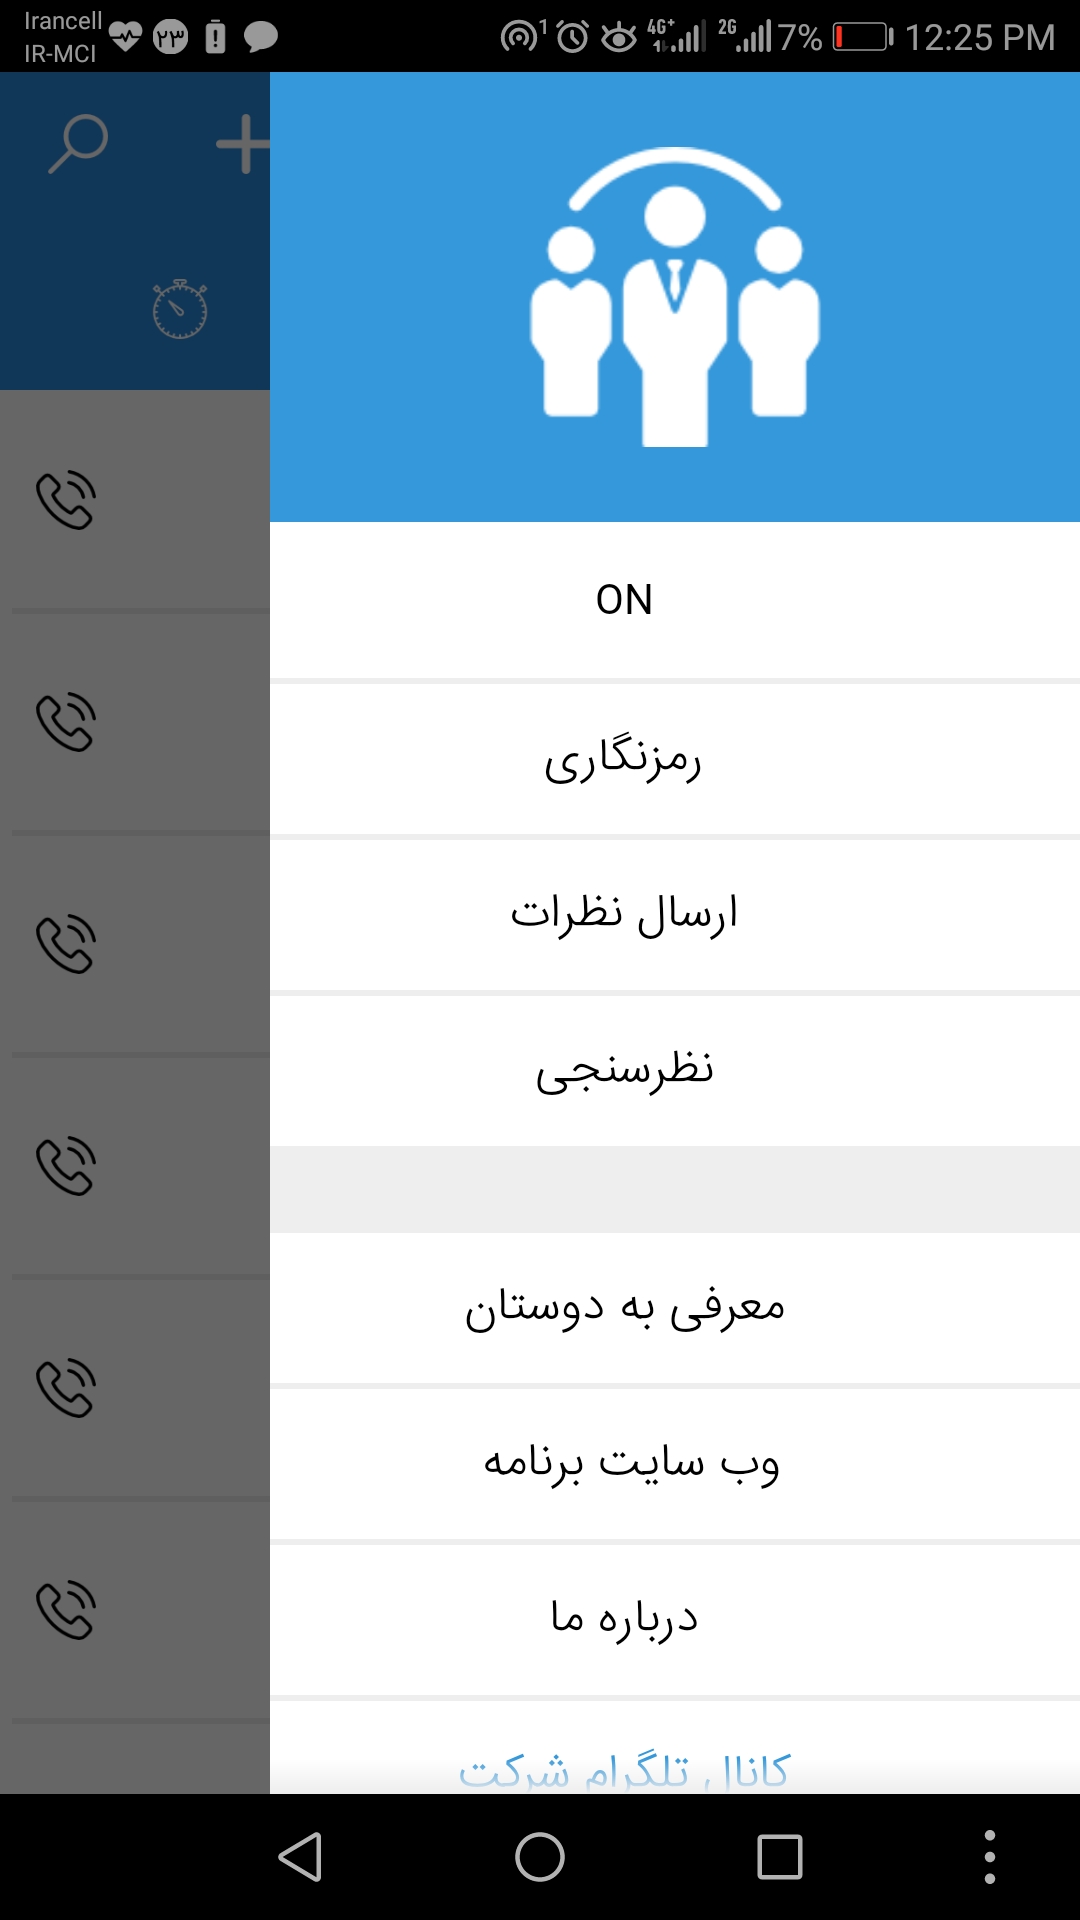 Irancell
IR-MCI
۲۳
1
4G+
1
2G
7%
12:25 PM
ON
رمزنگاری
ارسال نظرات
نظرسنجی
معرفی به دوستان
وب سایت برنامه
درباره ما
کانال تلگرام شرکت